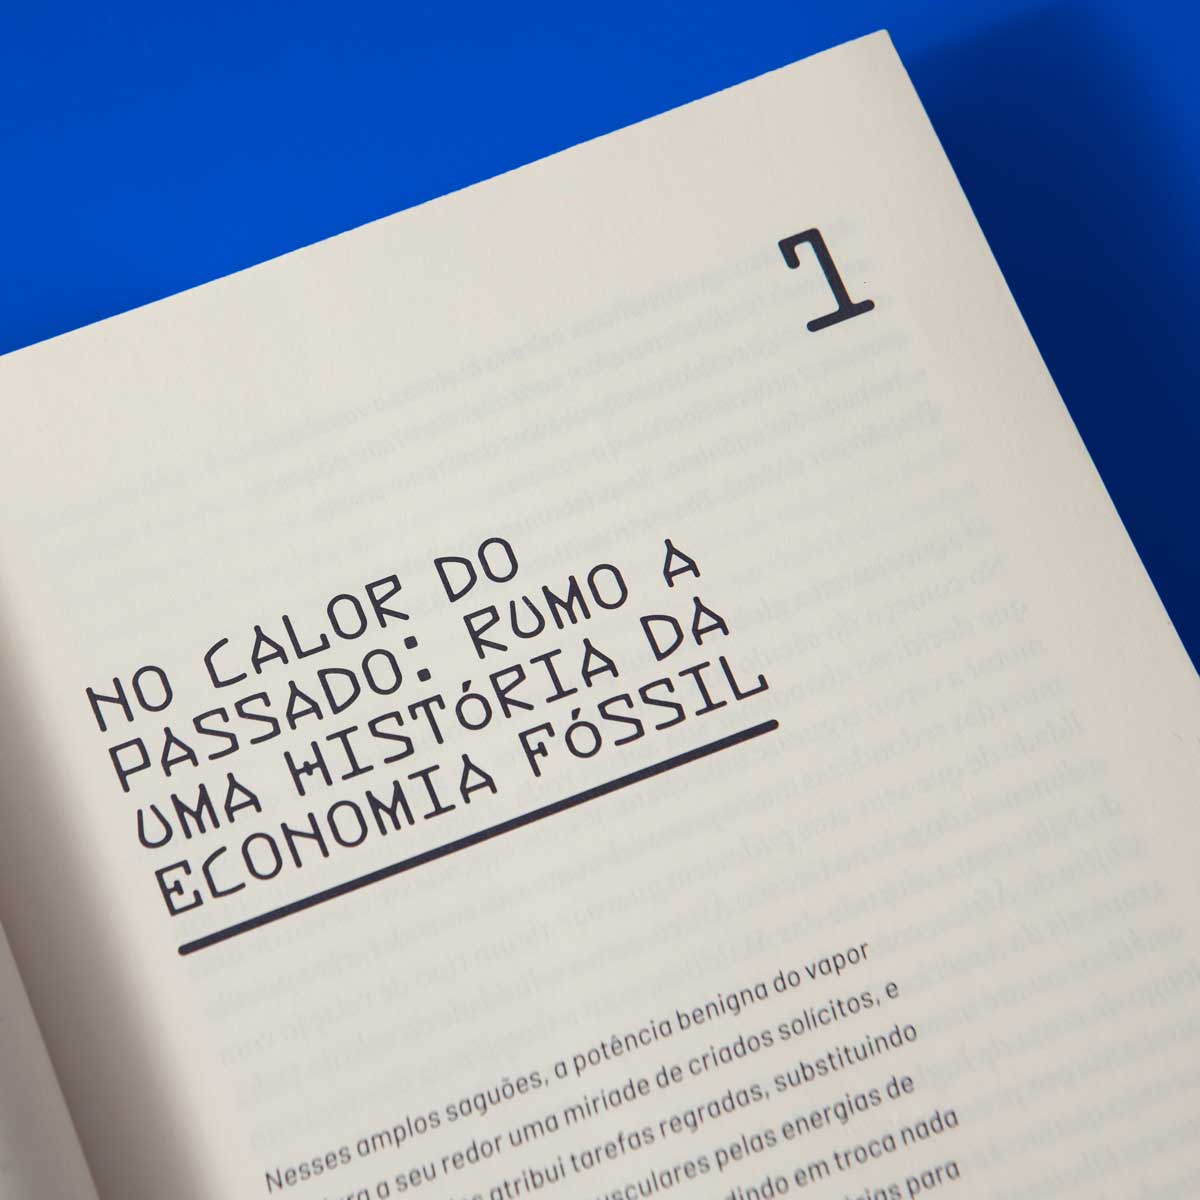 1
NO CALOR DO
PASSADO: RUMO A
UMA HISTÓRIA DA
ECONOMIA FÓSSIL
Nesses amplos saguões, a potência benigna do vapor
a seu redor uma miríade de criados solícitos, e
atribui tarefas regradas, substituindo
pelas energias de
em troca nada
para